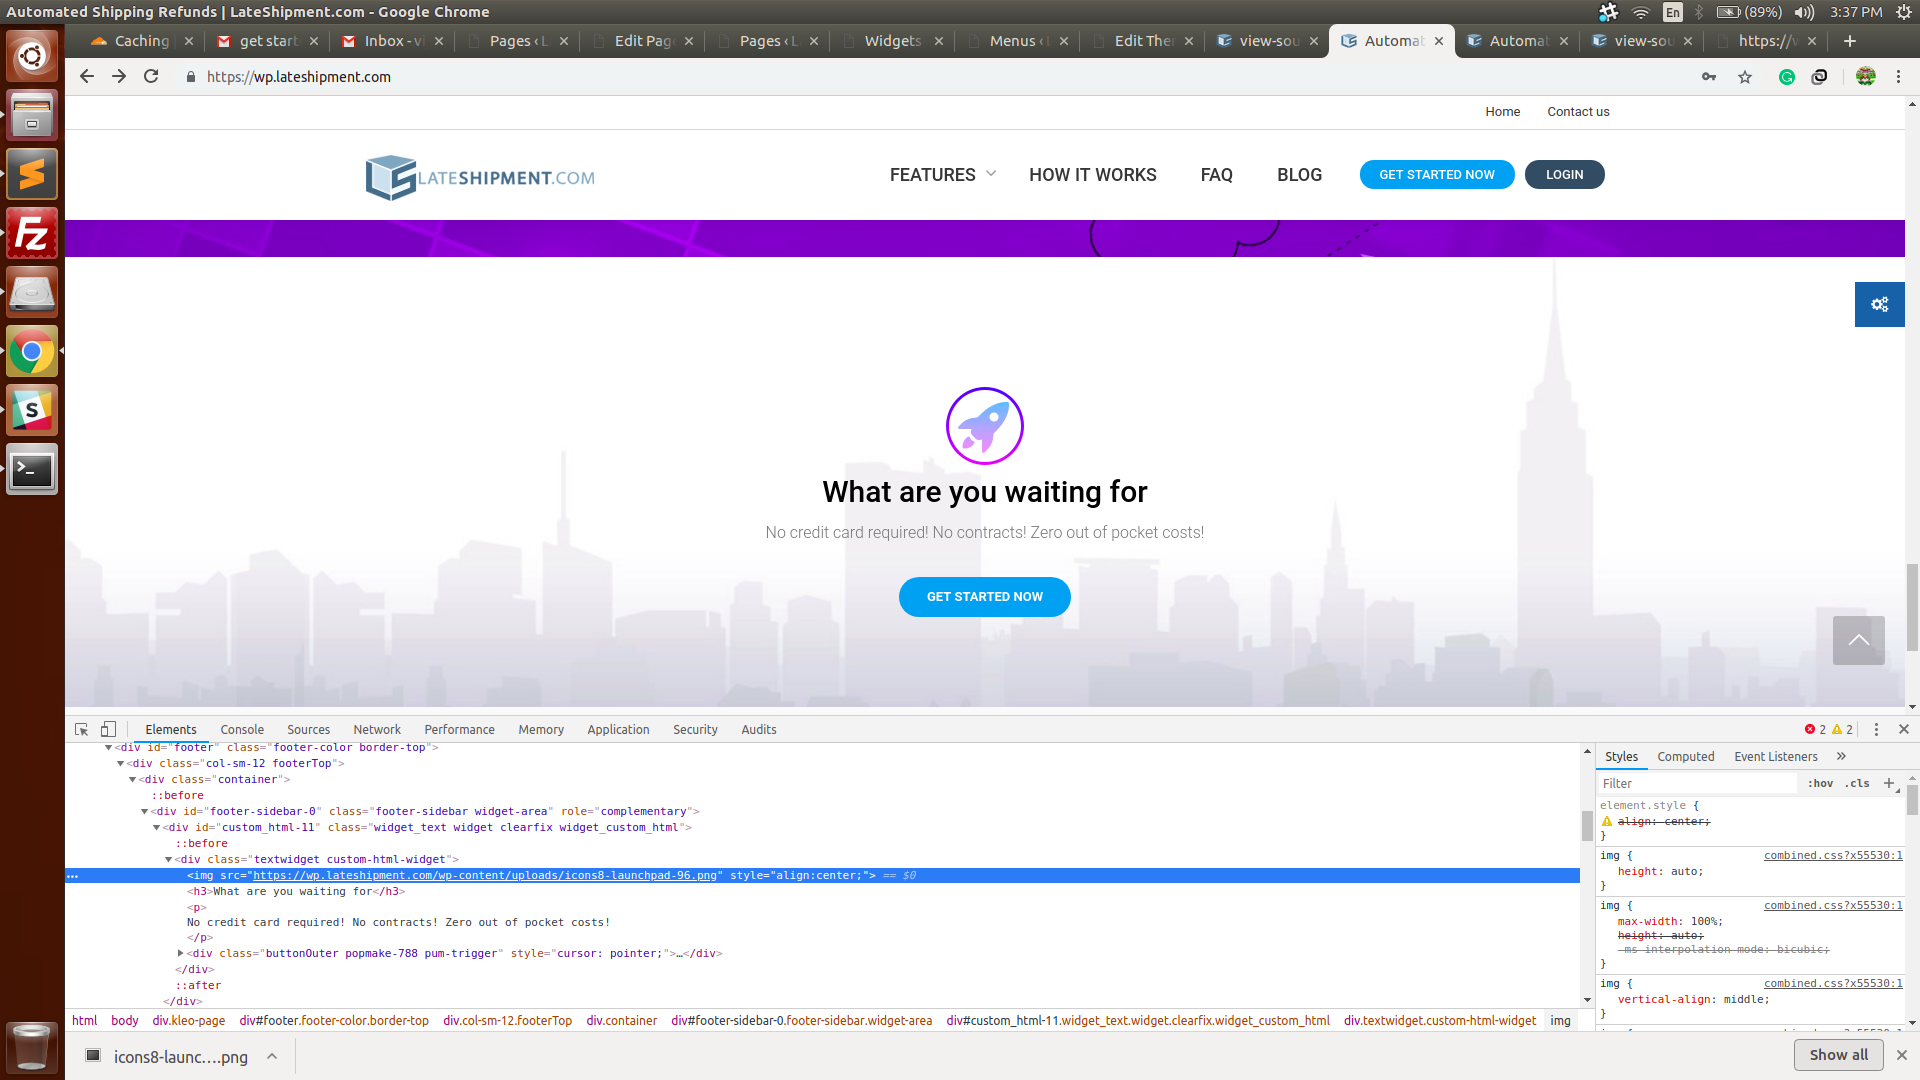 Automated Shipping Refunds | LateShipment.com - Google Chrome
En
(89%)
3:37 PM
Caching
get start
Inbox - v
Pages ‹ L
Edit Page
Pages ‹ L
Widgets
Menus ‹ L
Edit Ther
view-sou
Automat
Automat
view-sou
https://v
https://wp.lateshipment.com
Home
Contact us
LATESHIPMENT.COM
FEATURES
HOW IT WORKS
FAQ
BLOG
GET STARTED NOW
LOGIN
What are you waiting for
No credit card required! No contracts! Zero out of pocket costs!
GET STARTED NOW
Elements
Console
Sources
Network
Performance
Memory
Application
Security
Audits
2
2
<div id="footer" class="footer-color border-top">
<div class="col-sm-12 footerTop">
<div class="container">
::before
<div id="footer-sidebar-0" class="footer-sidebar widget-area" role="complementary">
<div id="custom_html-11" class="widget_text widget clearfix widget_custom_html">
::before
<div class="textwidget custom-html-widget">
<img src="https://wp.lateshipment.com/wp-content/uploads/icons8-launchpad-96.png" style="align:center;"> == $0
<h3>What are you waiting for</h3>
<p>
No credit card required! No contracts! Zero out of pocket costs!
</p>
<div class="buttonOuter popmake-788 pum-trigger" style="cursor: pointer;">…</div>
</div>
::after
</div>
Styles
Computed
Event Listeners
»
Filter
:hov
.cls
element.style {
align: center;
}
img {
combined.css?x55530:1
height: auto;
}
img {
combined.css?x55530:1
max-width: 100%;
height: auto;
-ms-interpolation-mode: bicubic;
}
img {
combined.css?x55530:1
vertical-align: middle;
}
html
body
div.kleo-page
div#footer.footer-color.border-top
div.col-sm-12.footerTop
div.container
div#footer-sidebar-0.footer-sidebar.widget-area
div#custom_html-11.widget_text.widget.clearfix.widget_custom_html
div.textwidget.custom-html-widget
img
icons8-launc....png
Show all